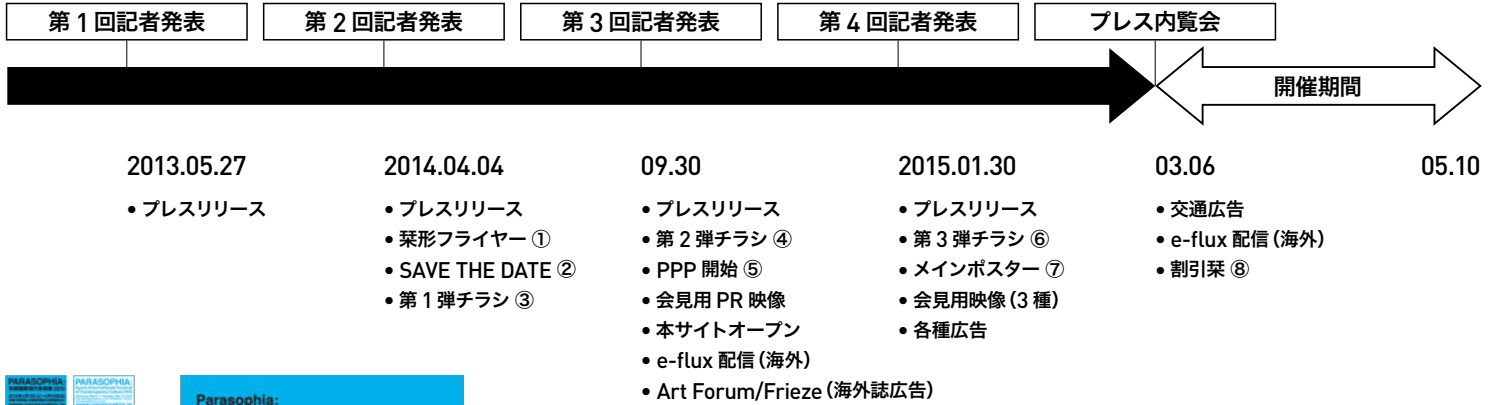 第1回記者発表
第2回記者発表
第3回記者発表
第4回記者発表
プレス内覧会
開催期間
2013.05.27
• プレスリリース
2014.04.04
• プレスリリース
• 栞形フライヤー ①
• SAVE THE DATE ②
• 第1弾チラシ ③
09.30
• プレスリリース
• 第2弾チラシ ④
• PPP 開始 ⑤
• 会見用 PR 映像
• 本サイトオープン
• e-flux 配信(海外)
• Art Forum/Frieze(海外誌広告)
2015.01.30
• プレスリリース
• 第3弾チラシ ⑥
• メインポスター ⑦
• 会見用映像(3種)
• 各種広告
03.06
• 交通広告
• e-flux 配信(海外)
• 割引栞 ⑧
05.10
PARASOPHIA:
PARASOPHIA:
Parasophia: